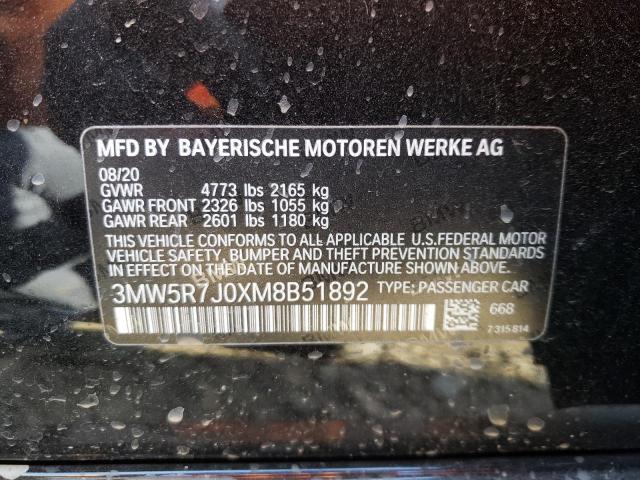 MFD BY BAYERISCHE MOTOREN WERKE AG
08/20
GVWR 4773 lbs 2165 kg
GAWR FRONT 2326 lbs 1055 kg
GAWR REAR 2601 lbs 1180 kg
THIS VEHICLE CONFORMS TO ALL APPLICABLE U.S.FEDERAL MOTOR
VEHICLE SAFETY, BUMPER AND THEFT PREVENTION STANDARDS
IN EFFECT ON THE DATE OF MANUFACTURE SHOWN ABOVE.
3MW5R7J0XM8B51892 TYPE: PASSENGER CAR
668
7 315 814